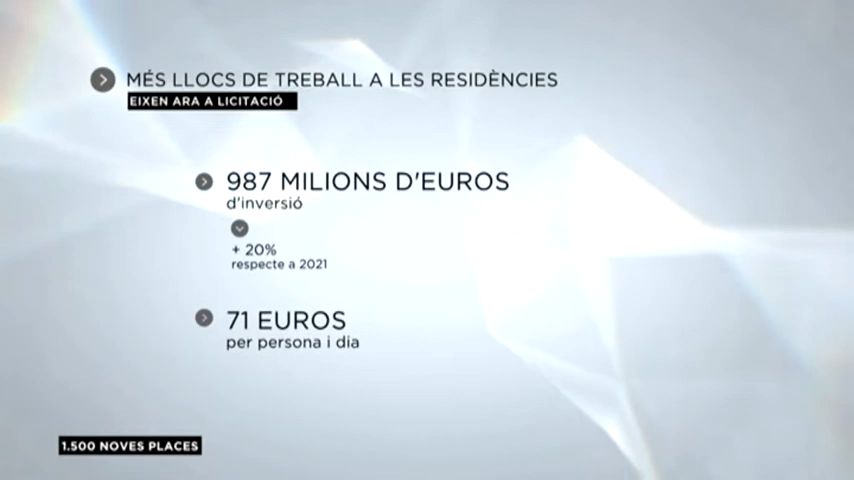 MÉS LLOCS DE TREBALL A LES RESIDÈNCIES
EIXEN ARA A LICITACIÓ
987 MILIONS D'EUROS
d'inversió
+ 20%
respecte a 2021
71 EUROS
per persona i dia
1.500 NOVES PLACES